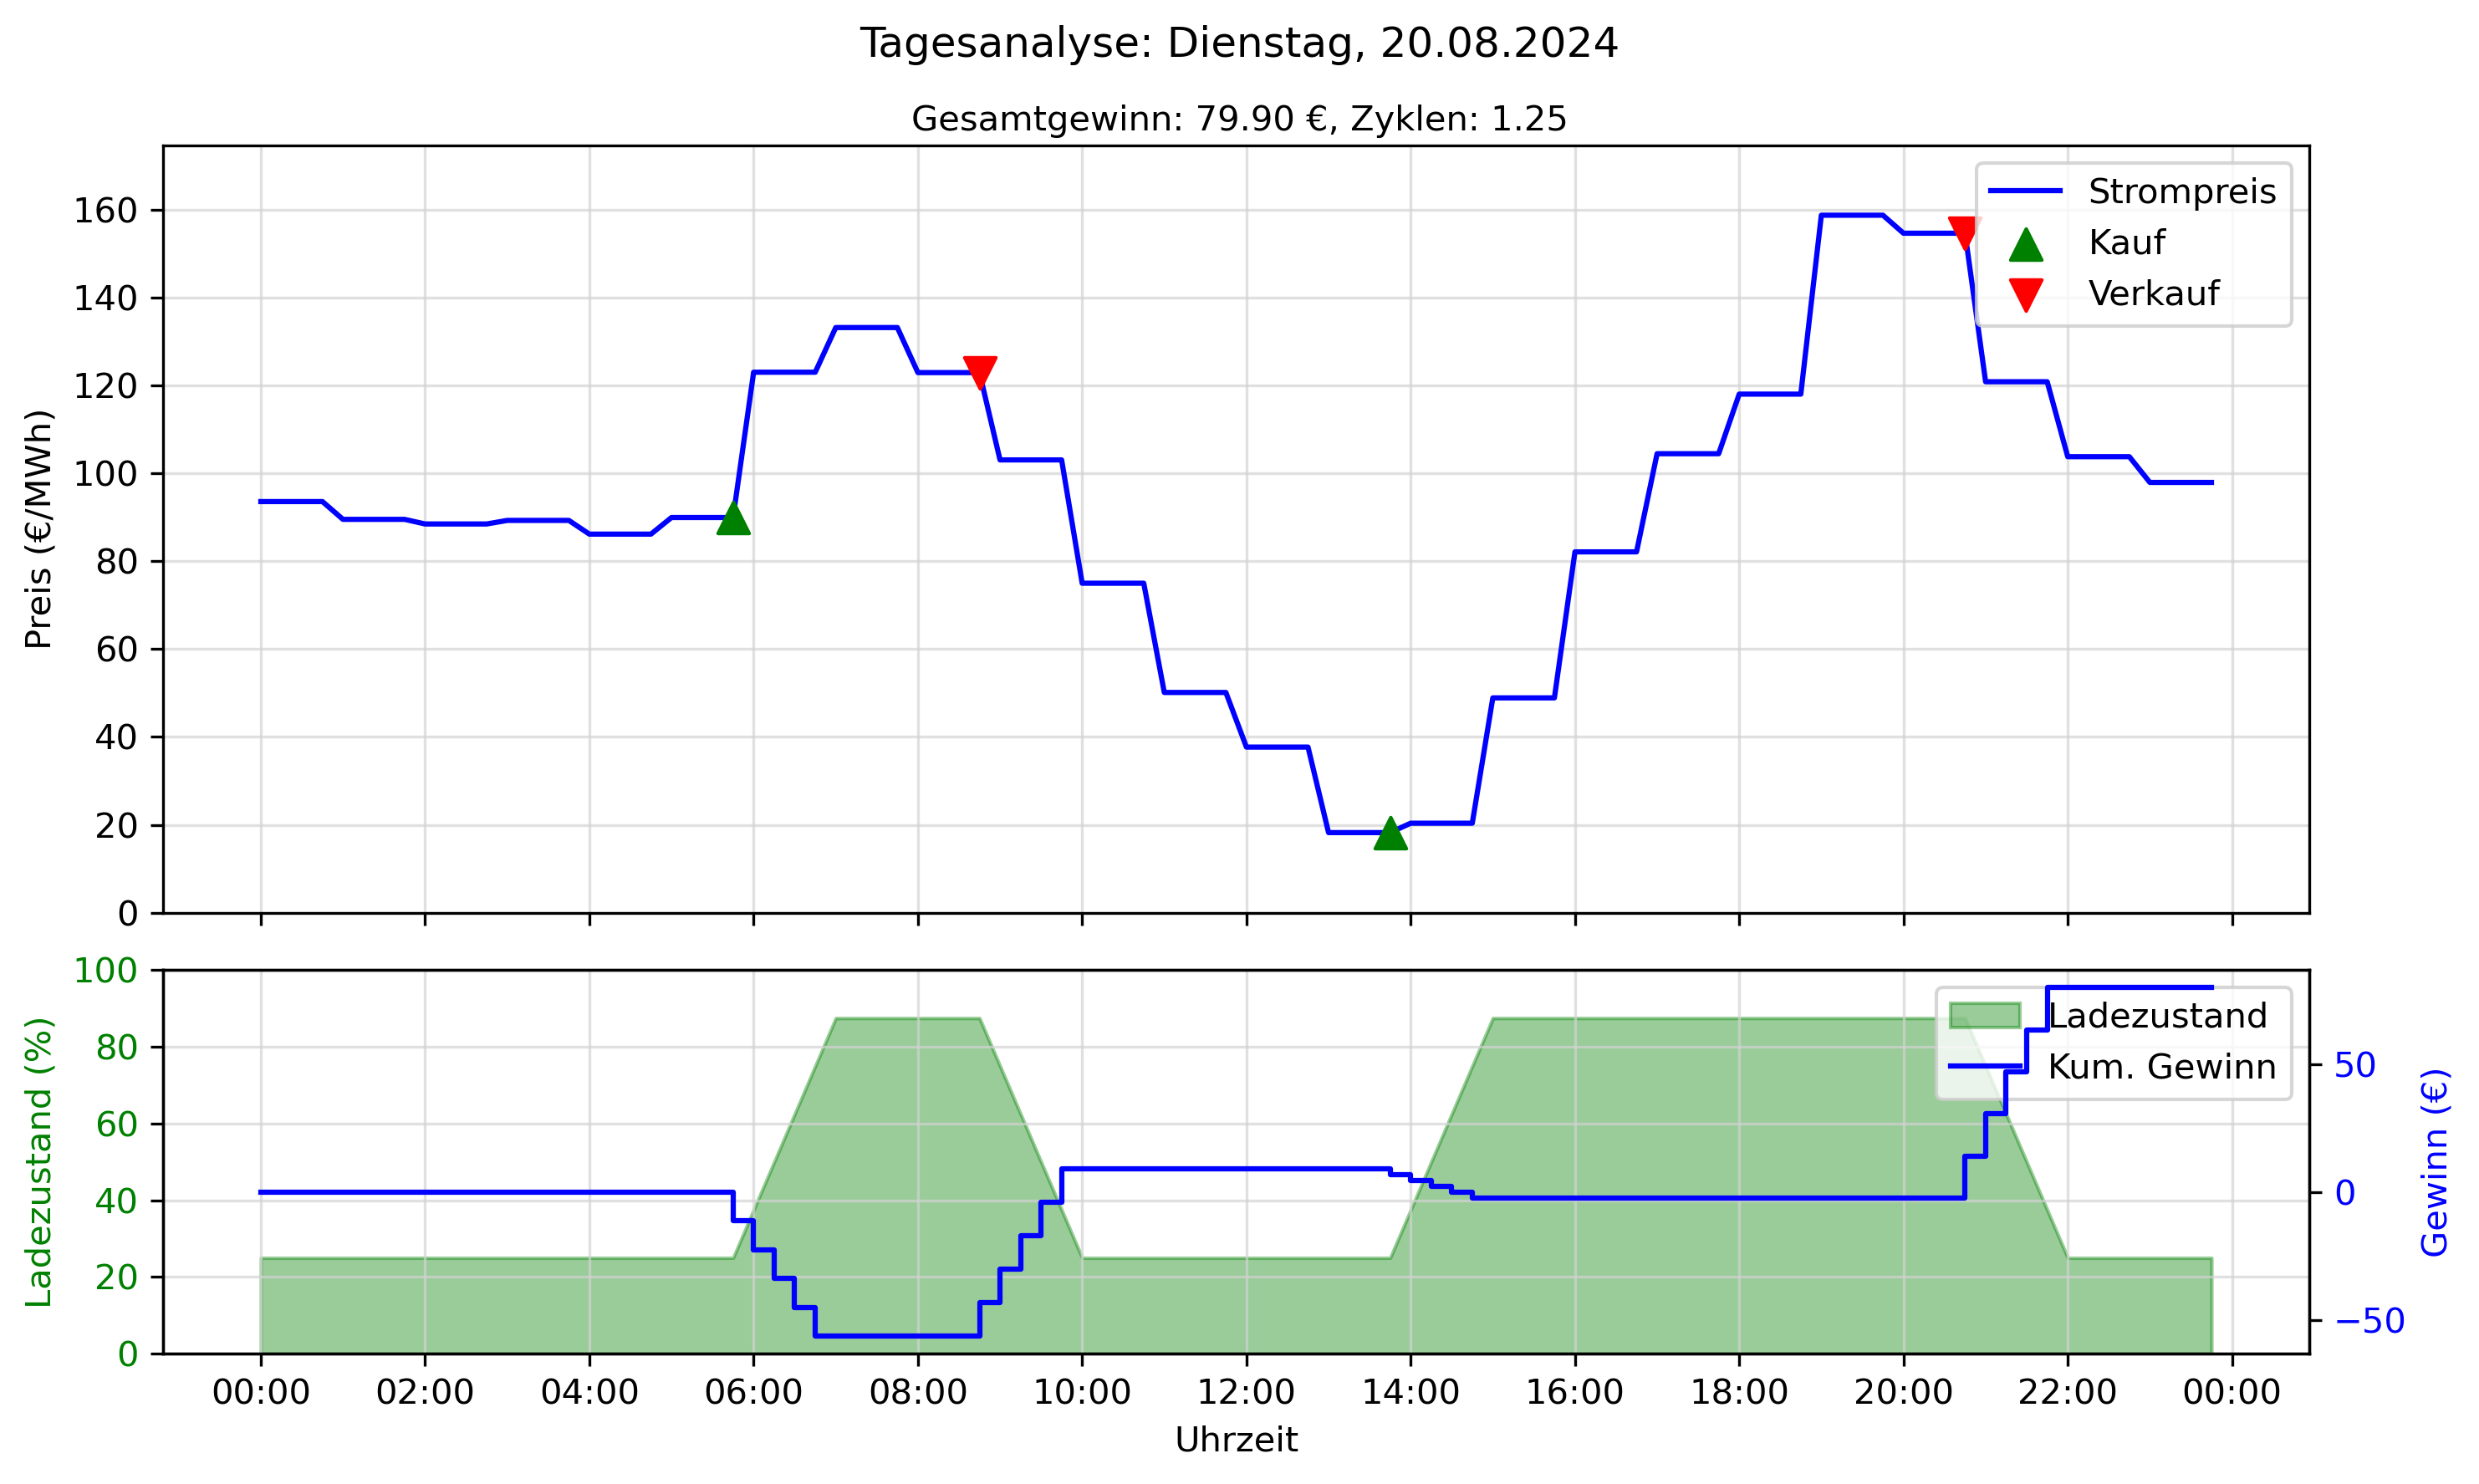 Tagesanalyse: Dienstag, 20.08.2024
Gesamtgewinn: 79.90 €, Zyklen: 1.25
Preis (€/MWh)
160
140
120
100
80
60
40
20
0
Strompreis
Kauf
Verkauf
Ladezustand (%)
100
80
60
40
20
0
Ladezustand
Kum. Gewinn
50
0
−50
Gewinn (€)
00:00 02:00 04:00 06:00 08:00 10:00 12:00 14:00 16:00 18:00 20:00 22:00 00:00
Uhrzeit